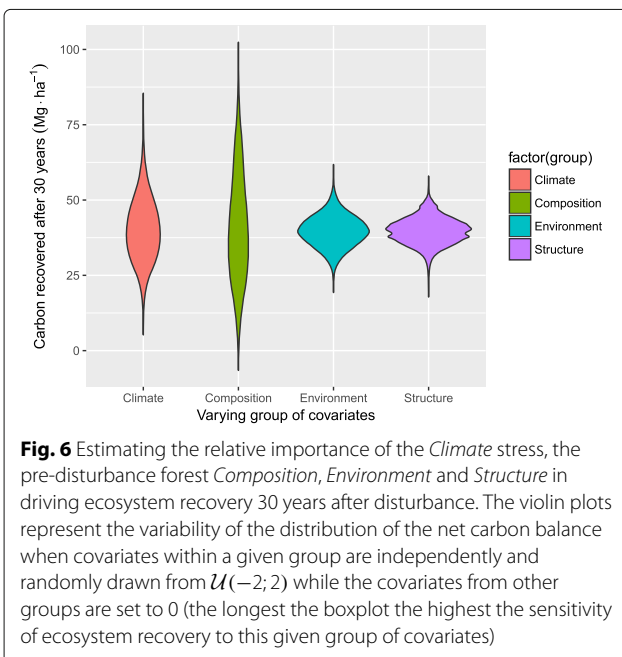 100
75
50
25
0
Carbon recovered after 30 years (Mg · ha⁻¹)
Climate
Composition
Environment
Structure
Varying group of covariates
factor(group)
Climate
Composition
Environment
Structure
Fig. 6 Estimating the relative importance of the Climate stress, the
pre-disturbance forest Composition, Environment and Structure in
driving ecosystem recovery 30 years after disturbance. The violin plots
represent the variability of the distribution of the net carbon balance
when covariates within a given group are independently and
randomly drawn from 𝒰(−2; 2) while the covariates from other
groups are set to 0 (the longest the boxplot the highest the sensitivity
of ecosystem recovery to this given group of covariates)